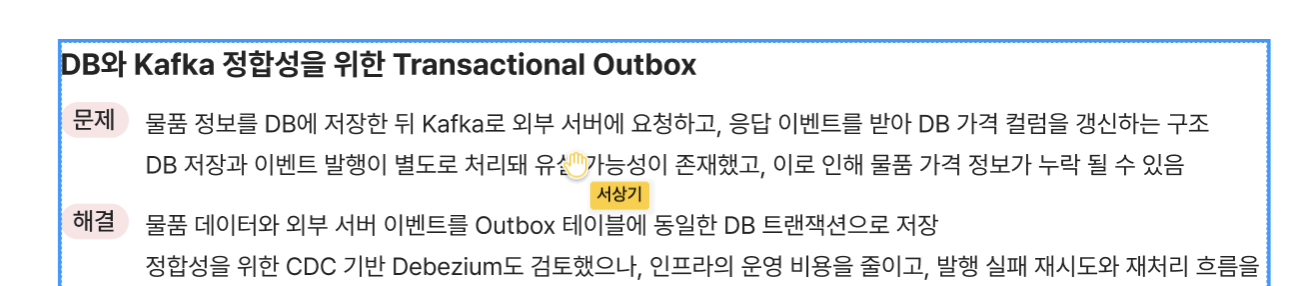 DB와 Kafka 정합성을 위한 Transactional Outbox
문제 물품 정보를 DB에 저장한 뒤 Kafka로 외부 서버에 요청하고, 응답 이벤트를 받아 DB 가격 컬럼을 갱신하는 구조
DB 저장과 이벤트 발행이 별도로 처리돼 유실 가능성이 존재했고, 이로 인해 물품 가격 정보가 누락 될 수 있음
서상기
해결 물품 데이터와 외부 서버 이벤트를 Outbox 테이블에 동일한 DB 트랜잭션으로 저장
정합성을 위한 CDC 기반 Debezium도 검토했으나, 인프라의 운영 비용을 줄이고, 발행 실패 재시도와 재처리 흐름을